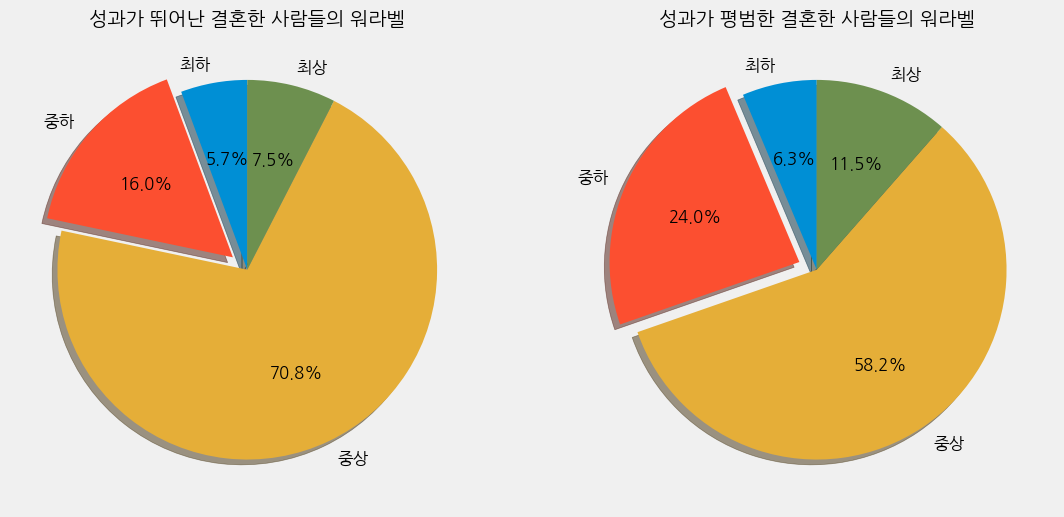 성과가 뛰어난 결혼한 사람들의 워라벨
최하
최상
중하
5.7%
7.5%
16.0%
70.8%
중상
성과가 평범한 결혼한 사람들의 워라벨
최하
최상
중하
6.3%
11.5%
24.0%
58.2%
중상